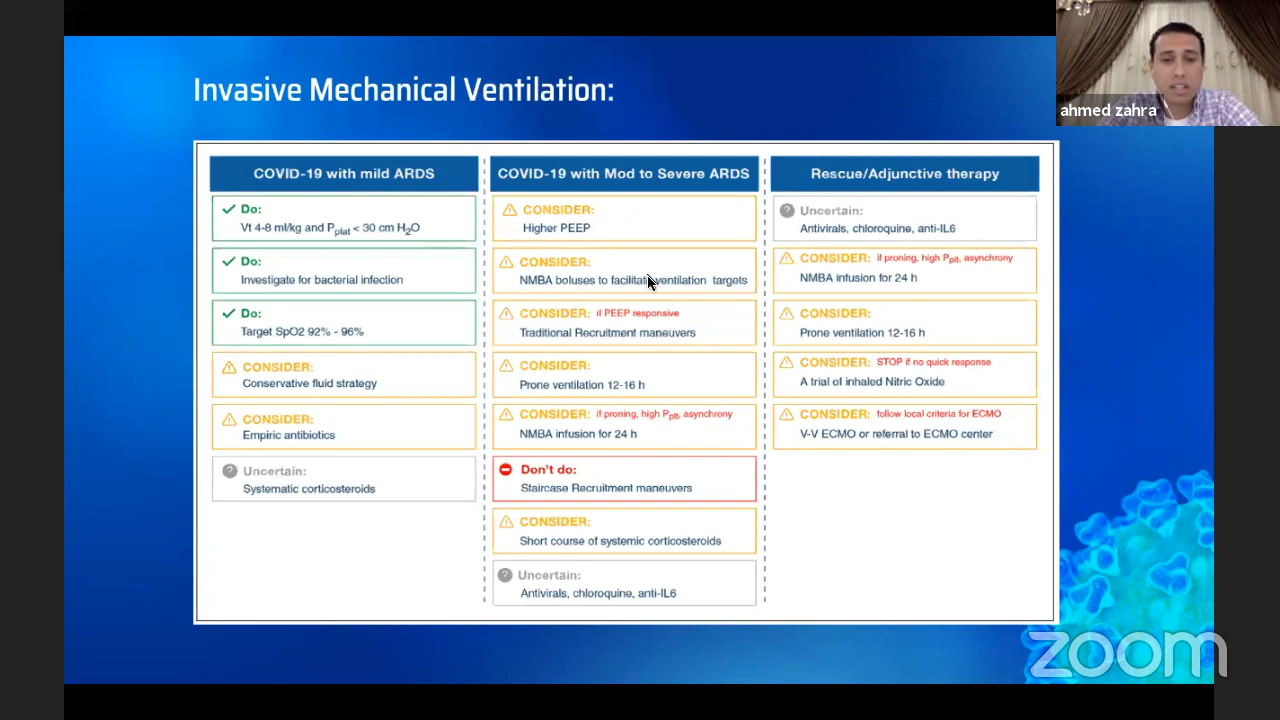 Invasive Mechanical Ventilation:
ahmed zahra
COVID-19 with mild ARDS
Do:
Vt 4-8 ml/kg and Pplat < 30 cm H2O
Do:
Investigate for bacterial infection
Do:
Target SpO2 92% - 96%
CONSIDER:
Conservative fluid strategy
CONSIDER:
Empiric antibiotics
Uncertain:
Systematic corticosteroids
COVID-19 with Mod to Severe ARDS
CONSIDER:
Higher PEEP
CONSIDER:
NMBA boluses to facilitate ventilation targets
CONSIDER: if PEEP responsive
Traditional Recruitment maneuvers
CONSIDER:
Prone ventilation 12-16 h
CONSIDER: if proning, high Pplt, asynchrony
NMBA infusion for 24 h
Don't do:
Staircase Recruitment maneuvers
CONSIDER:
Short course of systemic corticosteroids
Uncertain:
Antivirals, chloroquine, anti-IL6
Rescue/Adjunctive therapy
Uncertain:
Antivirals, chloroquine, anti-IL6
CONSIDER: if proning, high Pplt, asynchrony
NMBA infusion for 24 h
CONSIDER:
Prone ventilation 12-16 h
CONSIDER: STOP if no quick response
A trial of inhaled Nitric Oxide
CONSIDER: follow local criteria for ECMO
V-V ECMO or referral to ECMO center
zoom